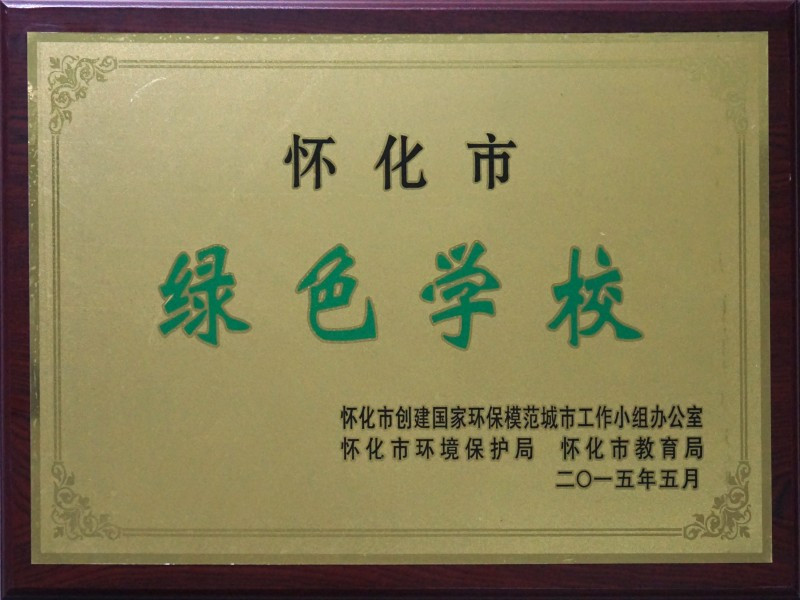 怀化市
绿色学校
怀化市创建国家环保模范城市工作小组办公室
怀化市环境保护局 怀化市教育局
二〇一五年五月